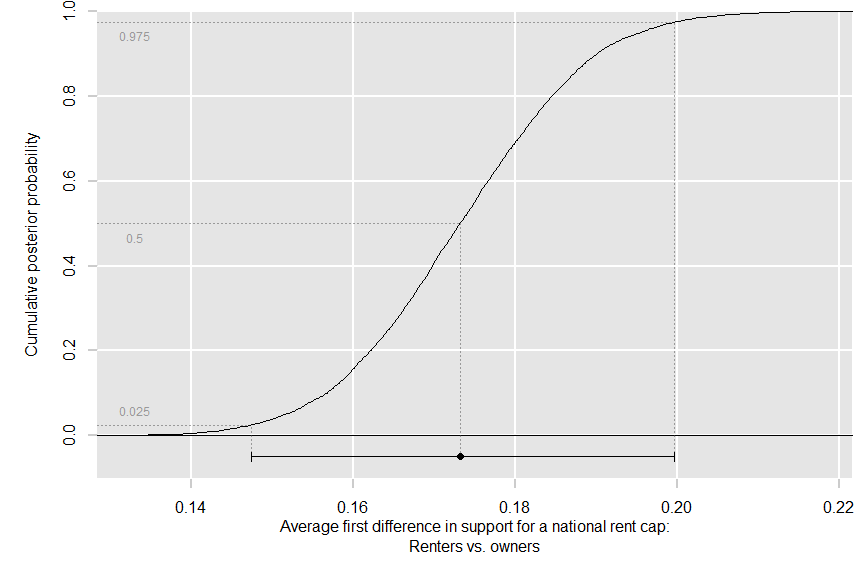 1.0
0.975
0.8
0.6
0.5
0.4
0.2
0.025
0.0
Cumulative posterior probability
0.14 0.16 0.18 0.20 0.22
Average first difference in support for a national rent cap:
Renters vs. owners